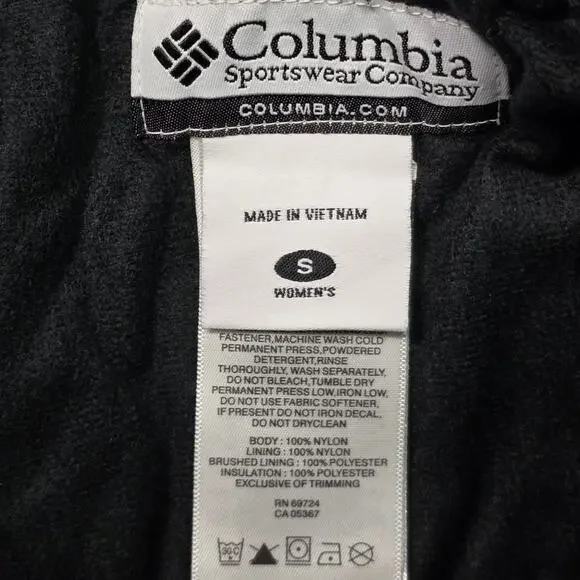 Columbia
Sportswear Company
COLUMBIA.COM
MADE IN VIETNAM
S
WOMEN'S
FASTENER,MACHINE WASH COLD
PERMANENT PRESS,POWDERED
DETERGENT,RINSE
THOROUGHLY, WASH SEPARATELY,
DO NOT BLEACH,TUMBLE DRY
PERMANENT PRESS LOW,IRON LOW,
DO NOT USE FABRIC SOFTENER,
IF PRESENT DO NOT IRON DECAL,
DO NOT DRYCLEAN
BODY : 100% NYLON
LINING : 100% NYLON
BRUSHED LINING : 100% POLYESTER
INSULATION : 100% POLYESTER
EXCLUSIVE OF TRIMMING
RN 69724
CA 05367
30°C